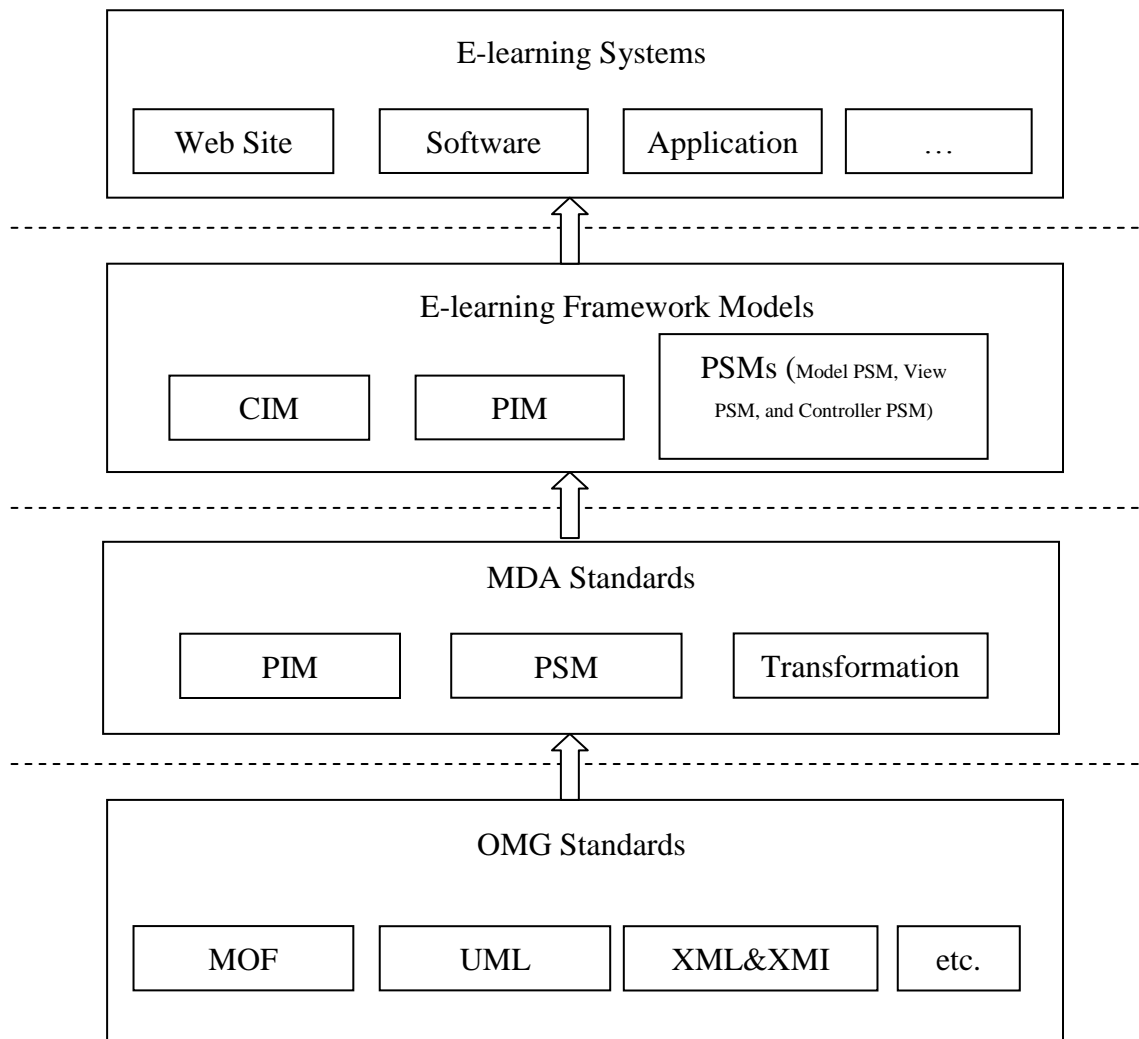 E-learning Systems
Web Site
Software
Application
…
E-learning Framework Models
CIM
PIM
PSMs (Model PSM, View
PSM, and Controller PSM)
MDA Standards
PIM
PSM
Transformation
OMG Standards
MOF
UML
XML&XMI
etc.